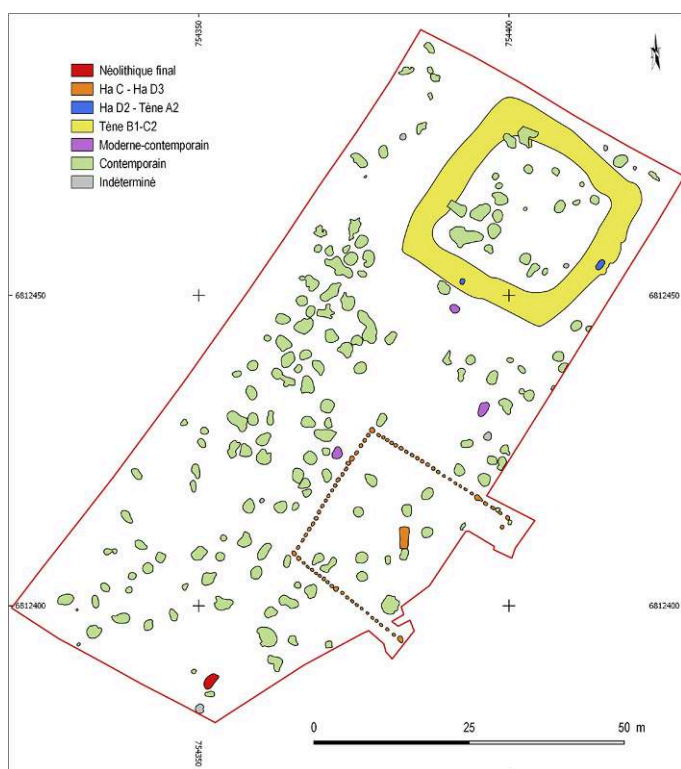 754350
754400
N
Néolithique final
Ha C - Ha D3
Ha D2 - Tène A2
Tène B1-C2
Moderne-contemporain
Contemporain
Indéterminé
6812450
6812450
6812400
6812400
0 25 50 m
754350